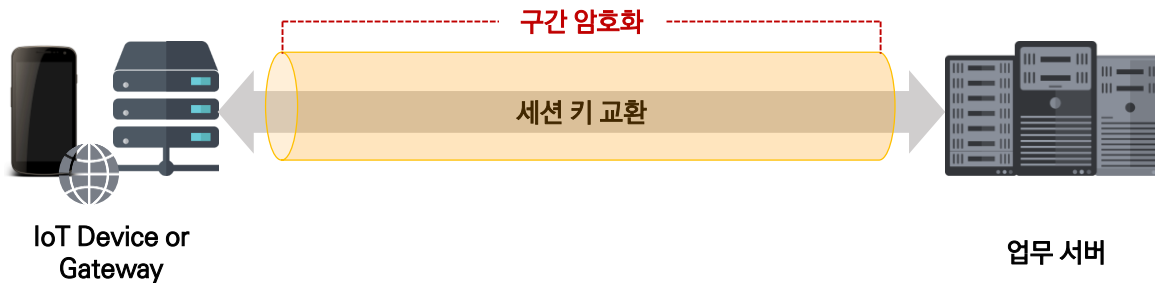 구간 암호화
세션 키 교환
IoT Device or
Gateway
업무 서버